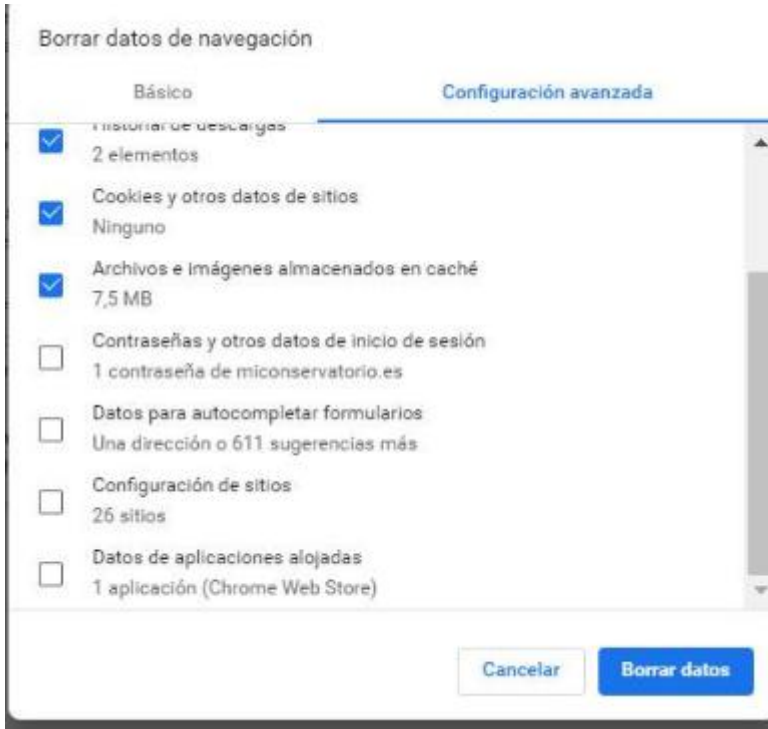 Borrar datos de navegación
Básico
Configuración avanzada
Historial de descargas
2 elementos
Cookies y otros datos de sitios
Ninguno
Archivos e imágenes almacenados en caché
7,5 MB
Contraseñas y otros datos de inicio de sesión
1 contraseña de miconservatorio.es
Datos para autocompletar formularios
Una dirección o 611 sugerencias más
Configuración de sitios
26 sitios
Datos de aplicaciones alojadas
1 aplicación (Chrome Web Store)
Cancelar
Borrar datos